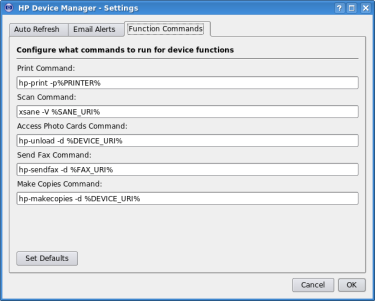 HP Device Manager - Settings
Auto Refresh Email Alerts Function Commands
Configure what commands to run for device functions
Print Command:
hp-print -p%PRINTER%
Scan Command:
xsane -V %SANE_URI%
Access Photo Cards Command:
hp-unload -d %DEVICE_URI%
Send Fax Command:
hp-sendfax -d %FAX_URI%
Make Copies Command:
hp-makecopies -d %DEVICE_URI%
Set Defaults
Cancel OK